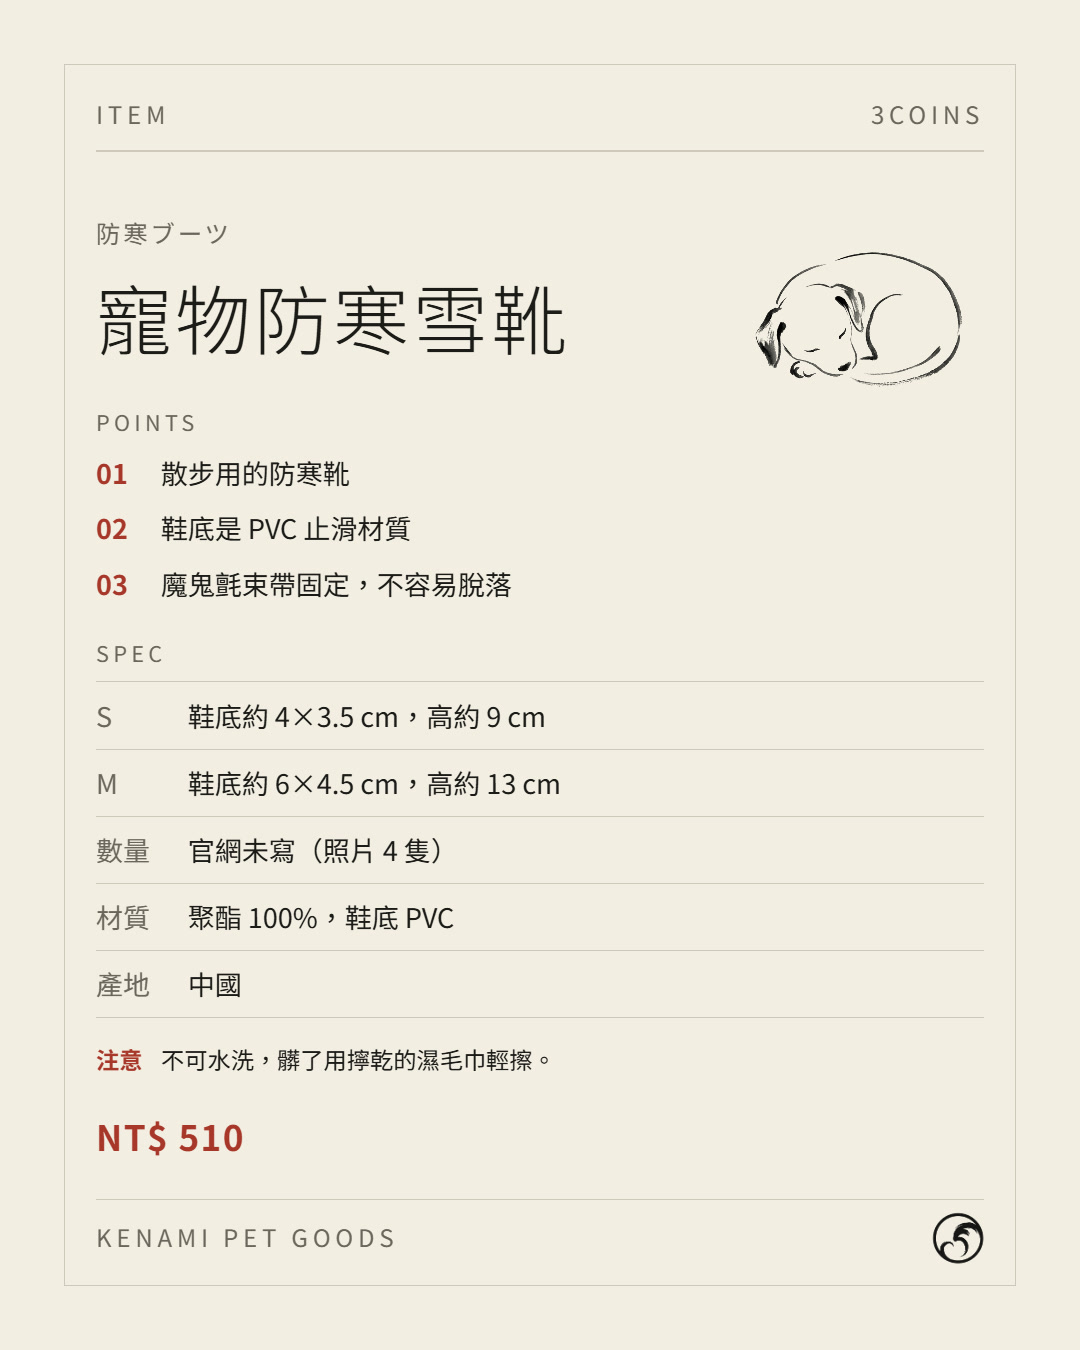 ITEM
3COINS
防寒ブーツ
寵物防寒雪靴
POINTS
01 散步用的防寒靴
02 鞋底是 PVC 止滑材質
03 魔鬼氈束帶固定，不容易脫落
SPEC
S 鞋底約 4×3.5 cm，高約 9 cm
M 鞋底約 6×4.5 cm，高約 13 cm
數量 官網未寫（照片 4 隻）
材質 聚酯 100%，鞋底 PVC
產地 中國
注意 不可水洗，髒了用擰乾的濕毛巾輕擦。
NT$ 510
KENAMI PET GOODS